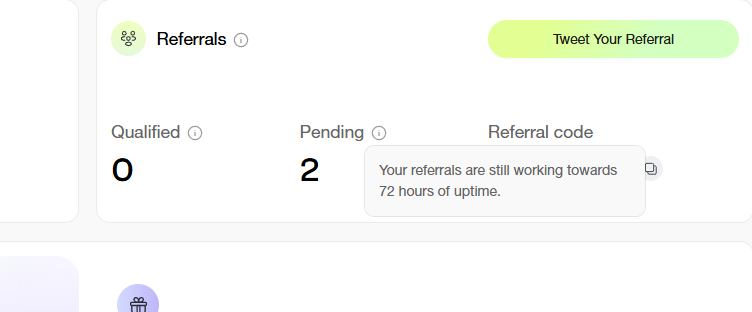 Referrals
Tweet Your Referral
Qualified
Pending
Referral code
0
2
Your referrals are still working towards
72 hours of uptime.